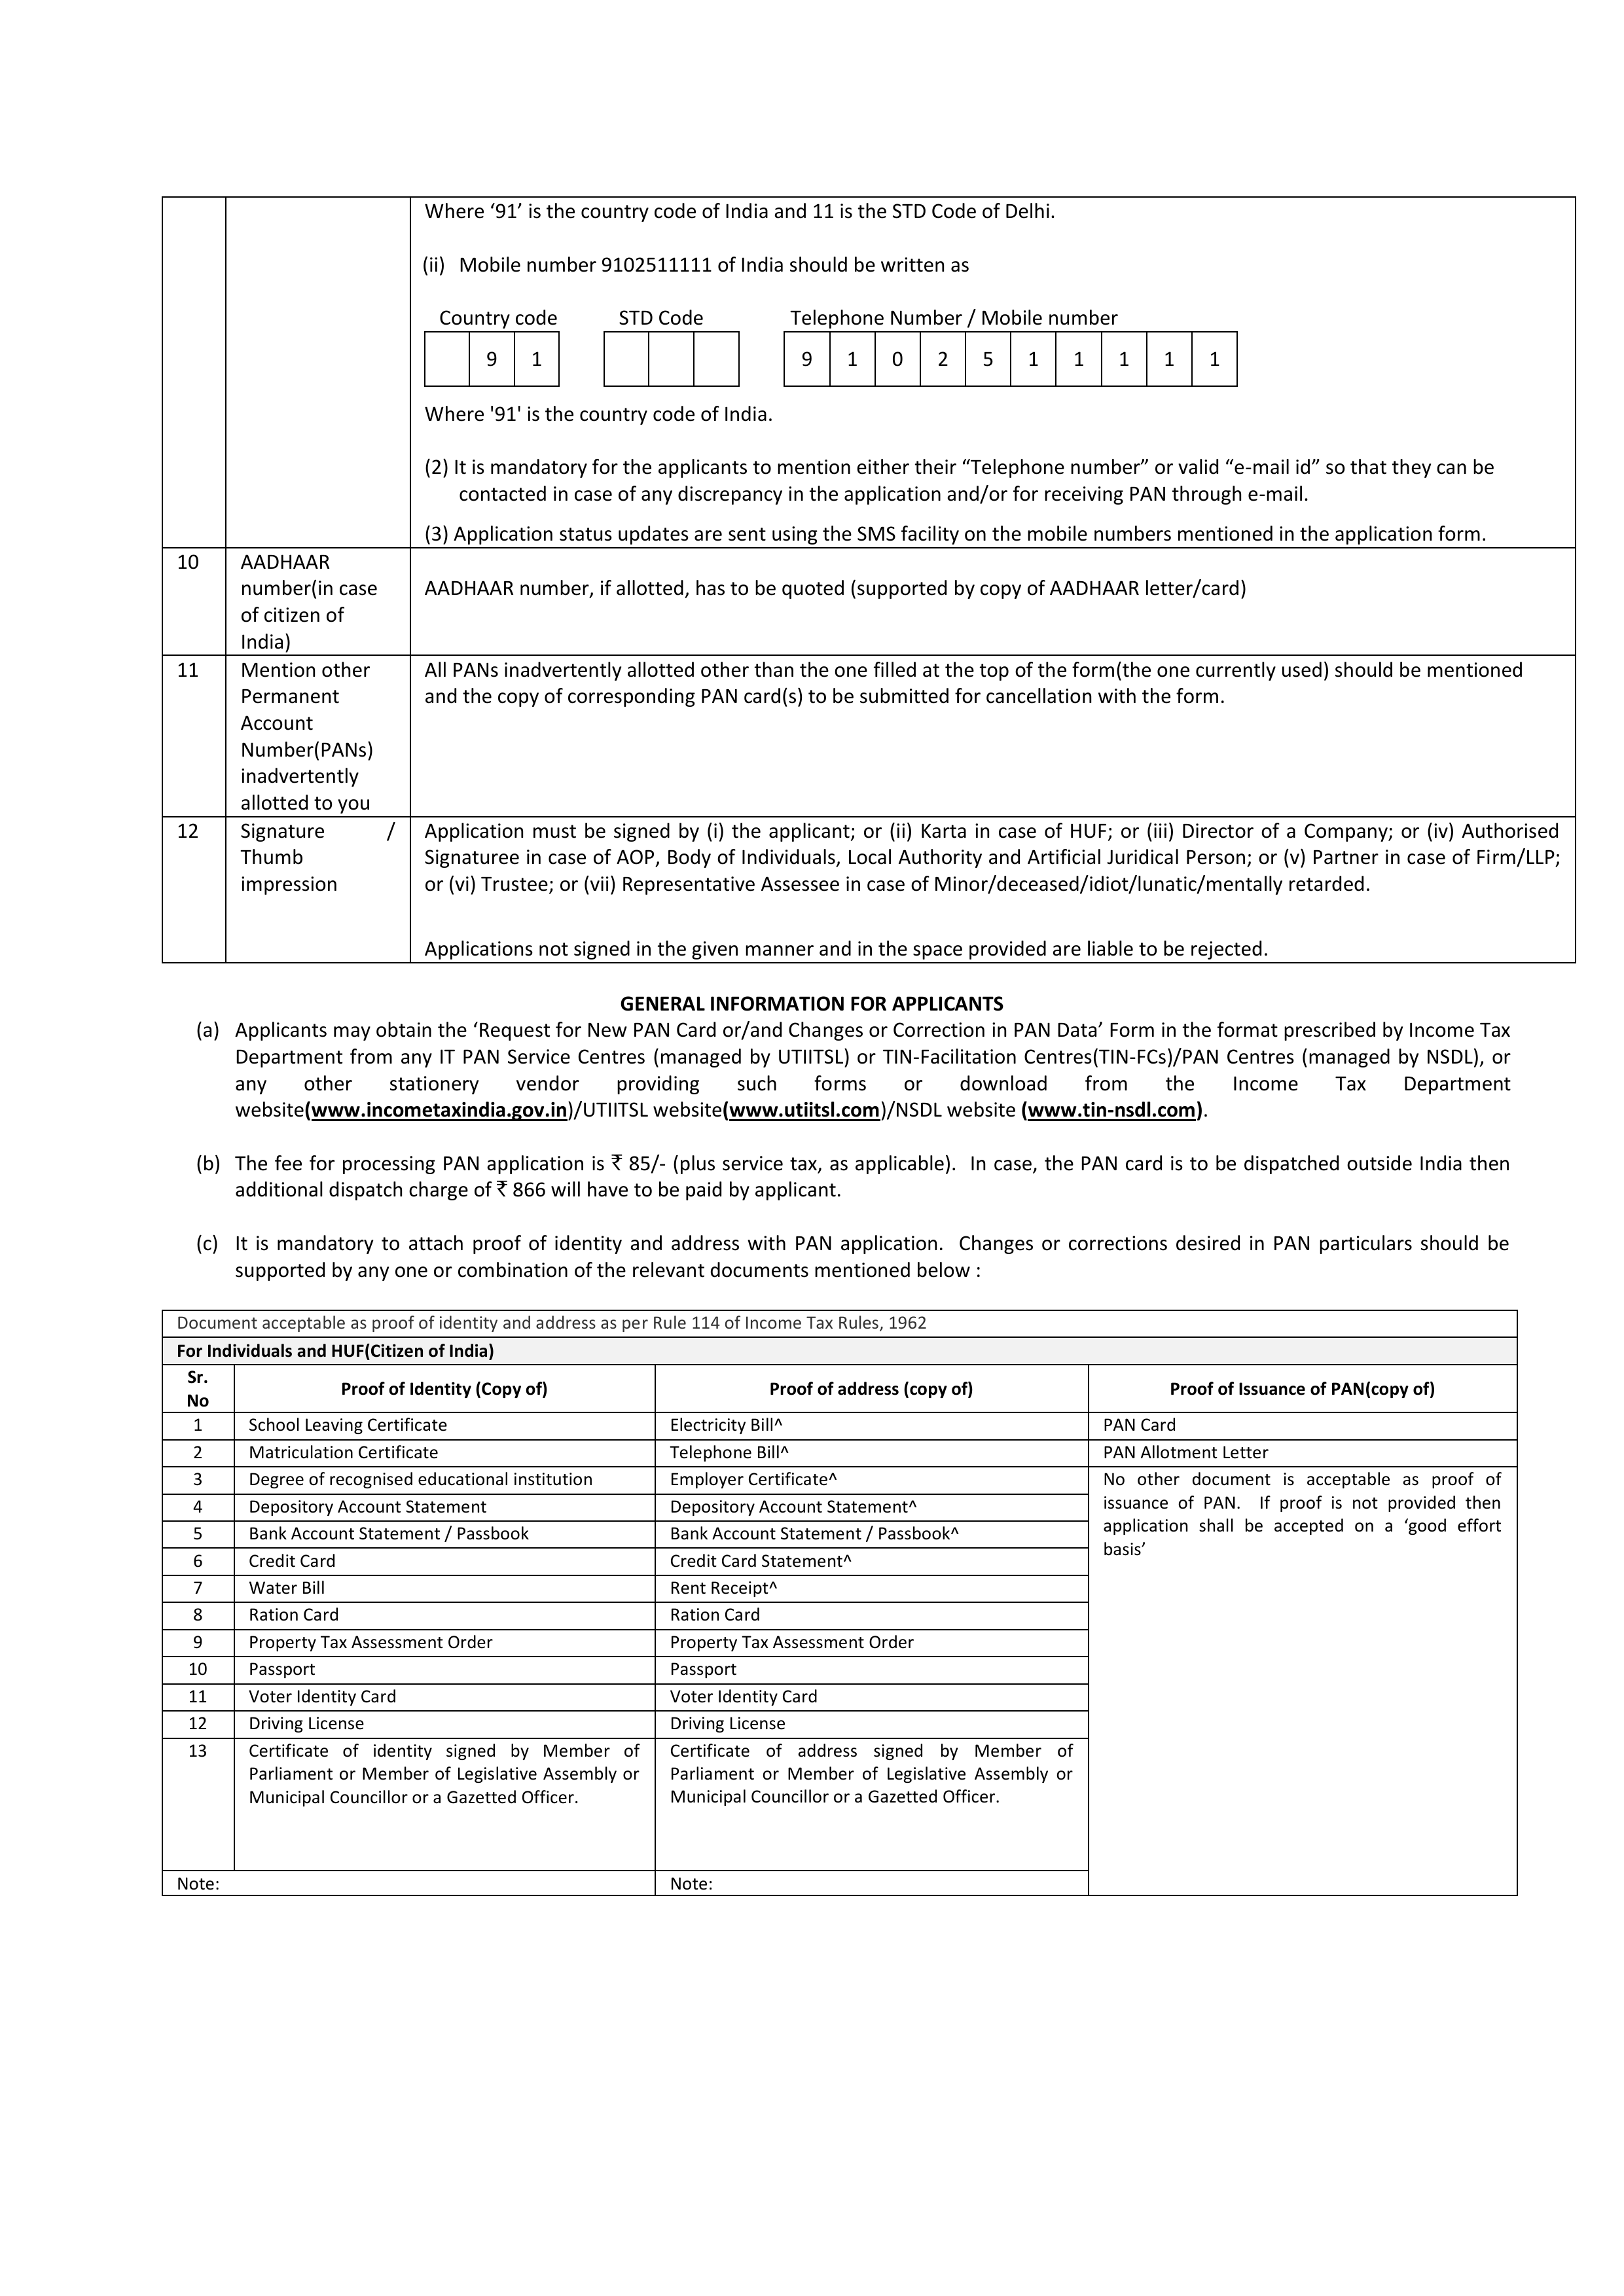 Where ‘91’ is the country code of India and 11 is the STD Code of Delhi.
(ii) Mobile number 9102511111 of India should be written as
Country code STD Code Telephone Number / Mobile number
9 1 9 1 0 2 5 1 1 1 1 1
Where '91' is the country code of India.
(2) It is mandatory for the applicants to mention either their “Telephone number” or valid “e-mail id” so that they can be
contacted in case of any discrepancy in the application and/or for receiving PAN through e-mail.
(3) Application status updates are sent using the SMS facility on the mobile numbers mentioned in the application form.
10 AADHAAR
number(in case
of citizen of
India)
AADHAAR number, if allotted, has to be quoted (supported by copy of AADHAAR letter/card)
11 Mention other
Permanent
Account
Number(PANs)
inadvertently
allotted to you
All PANs inadvertently allotted other than the one filled at the top of the form(the one currently used) should be mentioned
and the copy of corresponding PAN card(s) to be submitted for cancellation with the form.
12 Signature /
Thumb
impression
Application must be signed by (i) the applicant; or (ii) Karta in case of HUF; or (iii) Director of a Company; or (iv) Authorised
Signaturee in case of AOP, Body of Individuals, Local Authority and Artificial Juridical Person; or (v) Partner in case of Firm/LLP;
or (vi) Trustee; or (vii) Representative Assessee in case of Minor/deceased/idiot/lunatic/mentally retarded.
Applications not signed in the given manner and in the space provided are liable to be rejected.
GENERAL INFORMATION FOR APPLICANTS
(a) Applicants may obtain the ‘Request for New PAN Card or/and Changes or Correction in PAN Data’ Form in the format prescribed by Income Tax
Department from any IT PAN Service Centres (managed by UTIITSL) or TIN-Facilitation Centres(TIN-FCs)/PAN Centres (managed by NSDL), or
any other stationery vendor providing such forms or download from the Income Tax Department
website(www.incometaxindia.gov.in)/UTIITSL website(www.utiitsl.com)/NSDL website (www.tin-nsdl.com).
(b) The fee for processing PAN application is ₹ 85/- (plus service tax, as applicable). In case, the PAN card is to be dispatched outside India then
additional dispatch charge of ₹ 866 will have to be paid by applicant.
(c) It is mandatory to attach proof of identity and address with PAN application. Changes or corrections desired in PAN particulars should be
supported by any one or combination of the relevant documents mentioned below :
Document acceptable as proof of identity and address as per Rule 114 of Income Tax Rules, 1962
For Individuals and HUF(Citizen of India)
Sr.
No
Proof of Identity (Copy of) Proof of address (copy of) Proof of Issuance of PAN(copy of)
1 School Leaving Certificate Electricity Bill^ PAN Card
2 Matriculation Certificate Telephone Bill^ PAN Allotment Letter
3 Degree of recognised educational institution Employer Certificate^
4 Depository Account Statement Depository Account Statement^
5 Bank Account Statement / Passbook Bank Account Statement / Passbook^
6 Credit Card Credit Card Statement^
7 Water Bill Rent Receipt^
8 Ration Card Ration Card
9 Property Tax Assessment Order Property Tax Assessment Order
10 Passport Passport
11 Voter Identity Card Voter Identity Card
12 Driving License Driving License
13 Certificate of identity signed by Member of
Parliament or Member of Legislative Assembly or
Municipal Councillor or a Gazetted Officer.
Certificate of address signed by Member of
Parliament or Member of Legislative Assembly or
Municipal Councillor or a Gazetted Officer.
No other document is acceptable as proof of
issuance of PAN. If proof is not provided then
application shall be accepted on a ‘good effort
basis’
Note: Note: